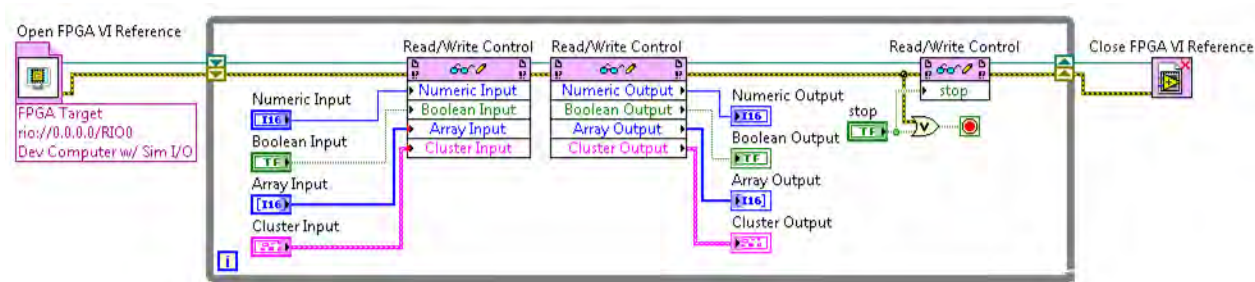 Open FPGA VI Reference
FPGA Target
rio://0.0.0.0/RIO0
Dev Computer w/ Sim I/O
Numeric Input
I16
Boolean Input
TF
Array Input
[I16]
Cluster Input
i
Read/Write Control
Numeric Input
Boolean Input
Array Input
Cluster Input
Read/Write Control
Numeric Output
Boolean Output
Array Output
Cluster Output
Numeric Output
I16
Boolean Output
TF
Array Output
I16]
Cluster Output
stop
TF
V
Read/Write Control
stop
Close FPGA VI Reference